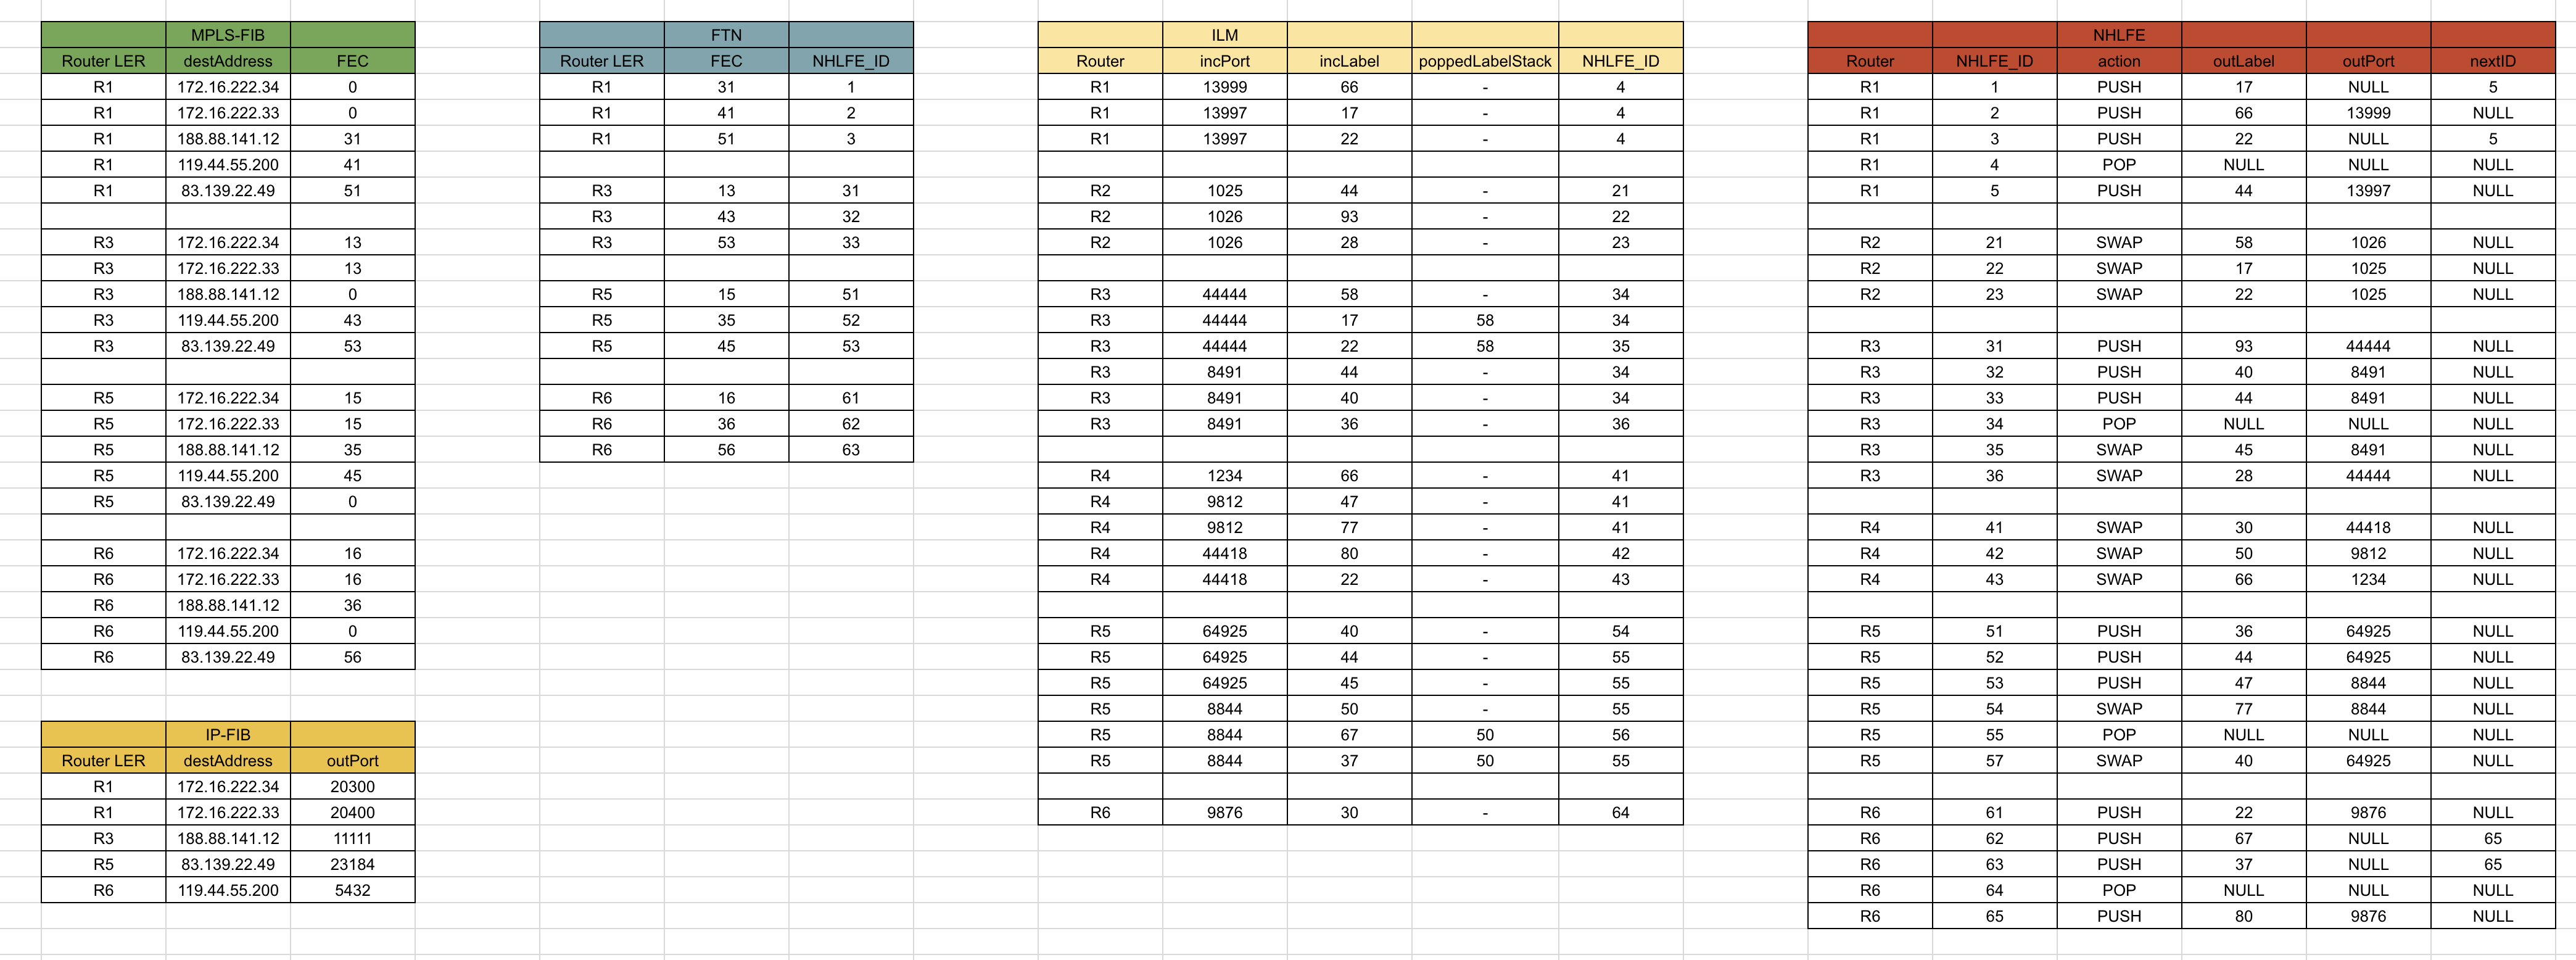 MPLS-FIB
Router LER destAddress FEC
R1 172.16.222.34 0
R1 172.16.222.33 0
R1 188.88.141.12 31
R1 119.44.55.200 41
R1 83.139.22.49 51
R3 172.16.222.34 13
R3 172.16.222.33 13
R3 188.88.141.12 0
R3 119.44.55.200 43
R3 83.139.22.49 53
R5 172.16.222.34 15
R5 172.16.222.33 15
R5 188.88.141.12 35
R5 119.44.55.200 45
R5 83.139.22.49 0
R6 172.16.222.34 16
R6 172.16.222.33 16
R6 188.88.141.12 36
R6 119.44.55.200 0
R6 83.139.22.49 56
IP-FIB
Router LER destAddress outPort
R1 172.16.222.34 20300
R1 172.16.222.33 20400
R3 188.88.141.12 11111
R5 83.139.22.49 23184
R6 119.44.55.200 5432
FTN
Router LER FEC NHLFE_ID
R1 31 1
R1 41 2
R1 51 3
R3 13 31
R3 43 32
R3 53 33
R5 15 51
R5 35 52
R5 45 53
R6 16 61
R6 36 62
R6 56 63
ILM
Router incPort incLabel poppedLabelStack NHLFE_ID
R1 13999 66 - 4
R1 13997 17 - 4
R1 13997 22 - 4
R2 1025 44 - 21
R2 1026 93 - 22
R2 1026 28 - 23
R3 44444 58 - 34
R3 44444 17 58 34
R3 44444 22 58 35
R3 8491 44 - 34
R3 8491 40 - 34
R3 8491 36 - 36
R4 1234 66 - 41
R4 9812 47 - 41
R4 9812 77 - 41
R4 44418 80 - 42
R4 44418 22 - 43
R5 64925 40 - 54
R5 64925 44 - 55
R5 64925 45 - 55
R5 8844 50 - 55
R5 8844 67 50 56
R5 8844 37 50 55
R6 9876 30 - 64
NHLFE
Router NHLFE_ID action outLabel outPort nextID
R1 1 PUSH 17 NULL 5
R1 2 PUSH 66 13999 NULL
R1 3 PUSH 22 NULL 5
R1 4 POP NULL NULL NULL
R1 5 PUSH 44 13997 NULL
R2 21 SWAP 58 1026 NULL
R2 22 SWAP 17 1025 NULL
R2 23 SWAP 22 1025 NULL
R3 31 PUSH 93 44444 NULL
R3 32 PUSH 40 8491 NULL
R3 33 PUSH 44 8491 NULL
R3 34 POP NULL NULL NULL
R3 35 SWAP 45 8491 NULL
R3 36 SWAP 28 44444 NULL
R4 41 SWAP 30 44418 NULL
R4 42 SWAP 50 9812 NULL
R4 43 SWAP 66 1234 NULL
R5 51 PUSH 36 64925 NULL
R5 52 PUSH 44 64925 NULL
R5 53 PUSH 47 8844 NULL
R5 54 SWAP 77 8844 NULL
R5 55 POP NULL NULL NULL
R5 57 SWAP 40 64925 NULL
R6 61 PUSH 22 9876 NULL
R6 62 PUSH 67 NULL 65
R6 63 PUSH 37 NULL 65
R6 64 POP NULL NULL NULL
R6 65 PUSH 80 9876 NULL